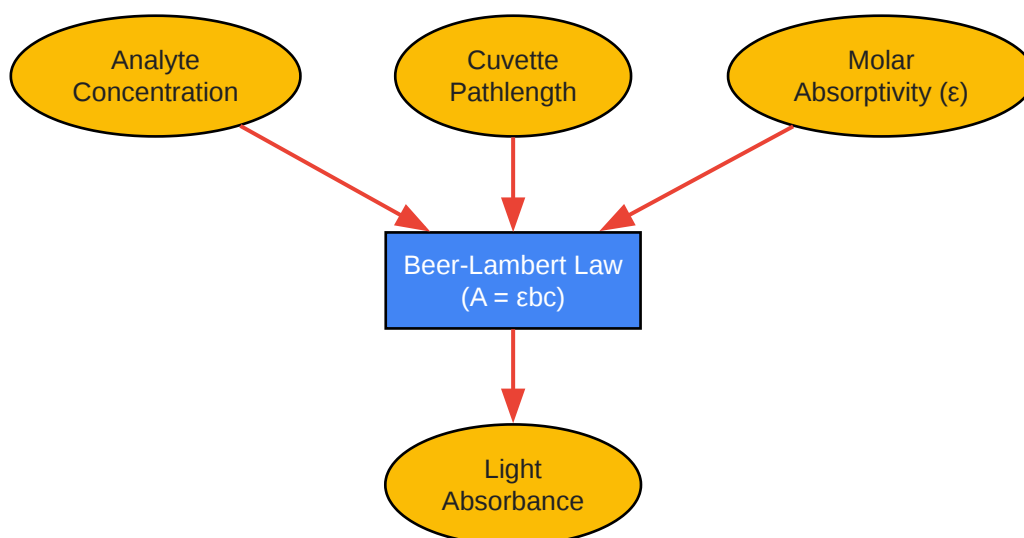 Analyte
Concentration
Cuvette
Pathlength
Molar
Absorptivity (ε)
Beer-Lambert Law
(A = εbc)
Light
Absorbance